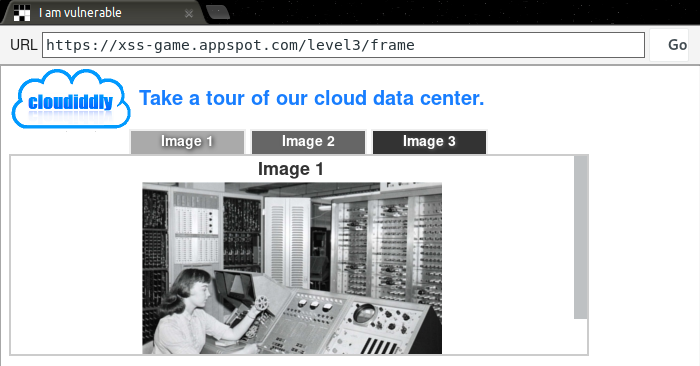 I am vulnerable
URL https://xss-game.appspot.com/level3/frame Go
cloudiddly
Take a tour of our cloud data center.
Image 1 Image 2 Image 3
Image 1